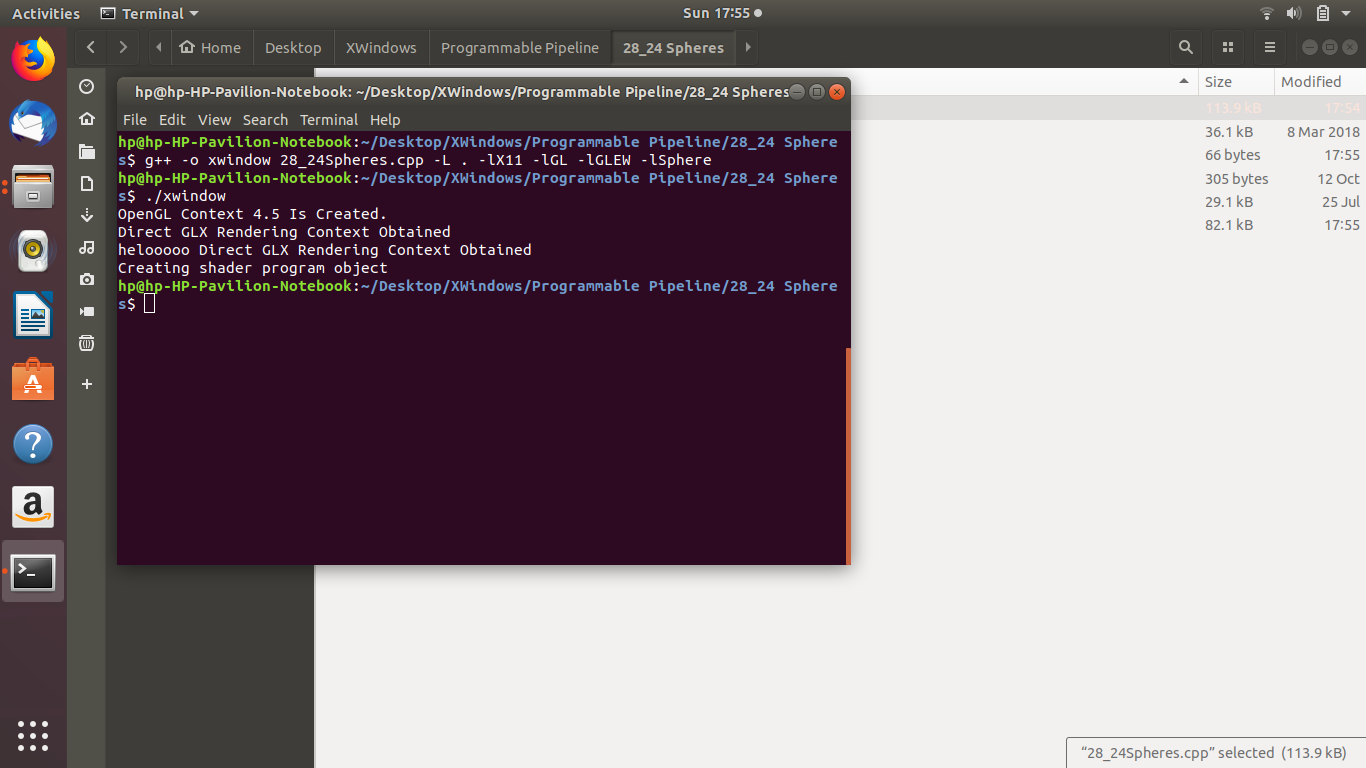 Activities Terminal Sun 17:55
Home Desktop XWindows Programmable Pipeline 28_24 Spheres
Size Modified
hp@hp-HP-Pavilion-Notebook: ~/Desktop/XWindows/Programmable Pipeline/28_24 Spheres
File Edit View Search Terminal Help
113.9 kB 17:54
36.1 kB 8 Mar 2018
66 bytes 17:55
305 bytes 12 Oct
29.1 kB 25 Jul
82.1 kB 17:55
hp@hp-HP-Pavilion-Notebook:~/Desktop/XWindows/Programmable Pipeline/28_24 Sphere
s$ g++ -o xwindow 28_24Spheres.cpp -L . -lX11 -lGL -lGLEW -lSphere
hp@hp-HP-Pavilion-Notebook:~/Desktop/XWindows/Programmable Pipeline/28_24 Sphere
s$ ./xwindow
OpenGL Context 4.5 Is Created.
Direct GLX Rendering Context Obtained
helooooo Direct GLX Rendering Context Obtained
Creating shader program object
hp@hp-HP-Pavilion-Notebook:~/Desktop/XWindows/Programmable Pipeline/28_24 Sphere
s$
“28_24Spheres.cpp” selected (113.9 kB)